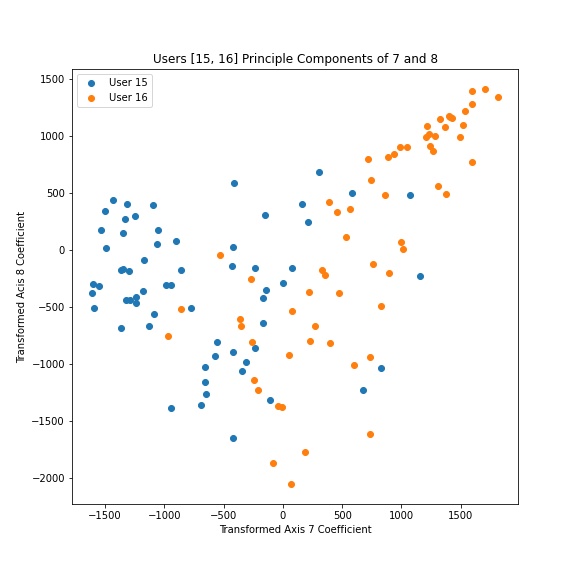 Users [15, 16] Principle Components of 7 and 8
User 15
User 16
1500
1000
500
0
−500
−1000
−1500
−2000
Transformed Acis 8 Coefficient
−1500 −1000 −500 0 500 1000 1500
Transformed Axis 7 Coefficient